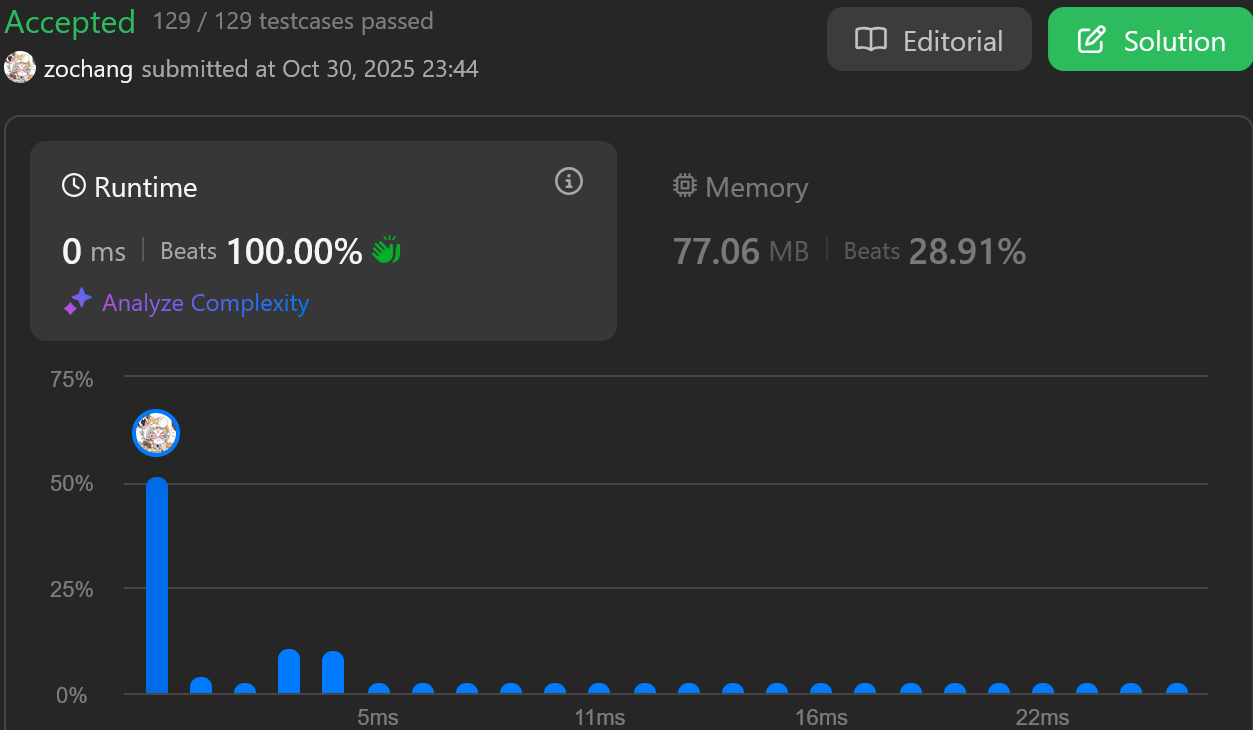 Accepted 129 / 129 testcases passed
zochang submitted at Oct 30, 2025 23:44
Editorial
Solution
Runtime
0 ms Beats 100.00%
Analyze Complexity
Memory
77.06 MB Beats 28.91%
75%
50%
25%
0%
5ms 11ms 16ms 22ms